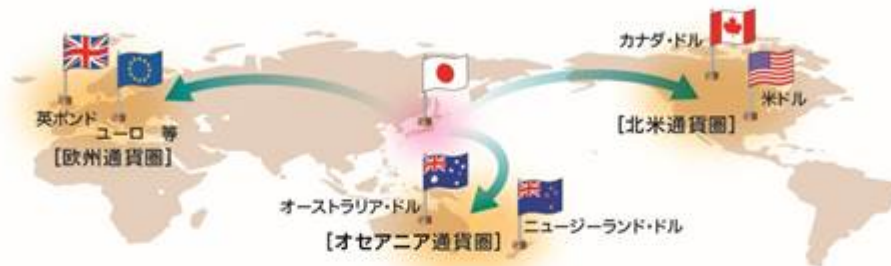 カナダ・ドル
米ドル
[北米通貨圏]
英ポンド
ユーロ 等
[欧州通貨圏]
オーストラリア・ドル
ニュージーランド・ドル
[オセアニア通貨圏]